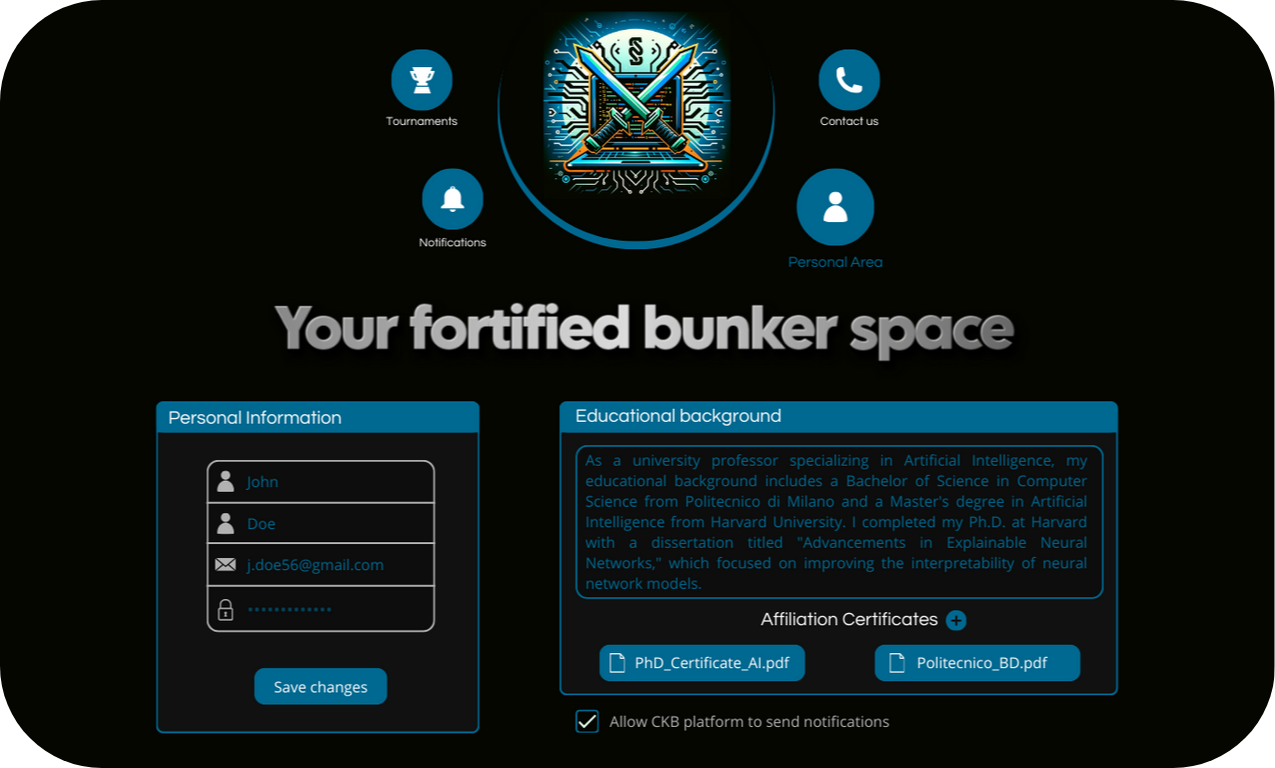 Tournaments
Contact us
Notifications
Personal Area
Your fortified bunker space
Personal Information
John
Doe
j.doe56@gmail.com
•••••••••••••
Save changes
Educational background
As a university professor specializing in Artificial Intelligence, my
educational background includes a Bachelor of Science in Computer
Science from Politecnico di Milano and a Master's degree in Artificial
Intelligence from Harvard University. I completed my Ph.D. at Harvard
with a dissertation titled "Advancements in Explainable Neural
Networks," which focused on improving the interpretability of neural
network models.
Affiliation Certificates
PhD_Certificate_AI.pdf
Politecnico_BD.pdf
Allow CKB platform to send notifications